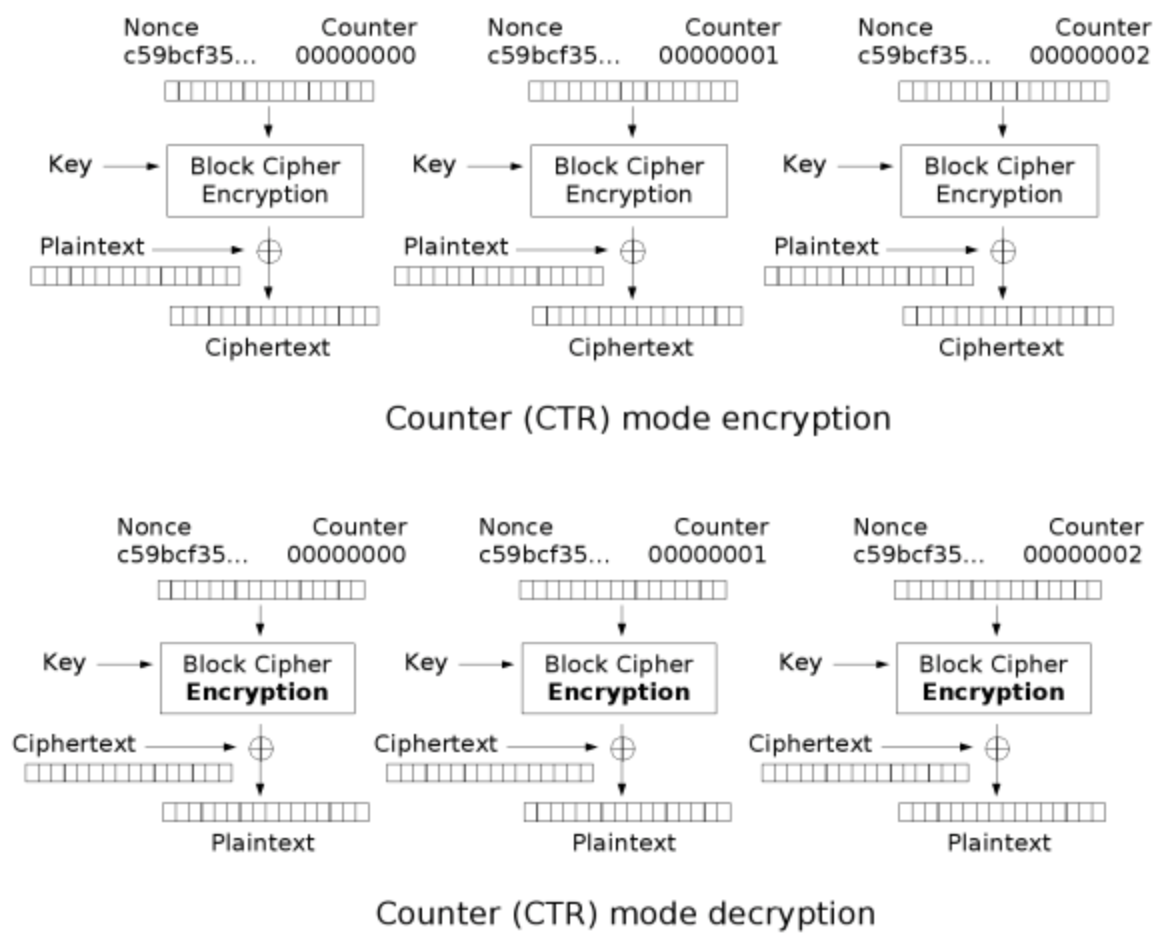 Nonce Counter Nonce Counter Nonce Counter
c59bcf35... 00000000 c59bcf35... 00000001 c59bcf35... 00000002
Key Block Cipher Key Block Cipher Key Block Cipher
Encryption Encryption Encryption
Plaintext Plaintext Plaintext
Ciphertext Ciphertext Ciphertext
Counter (CTR) mode encryption
Nonce Counter Nonce Counter Nonce Counter
c59bcf35... 00000000 c59bcf35... 00000001 c59bcf35... 00000002
Key Block Cipher Key Block Cipher Key Block Cipher
Encryption Encryption Encryption
Ciphertext Ciphertext Ciphertext
Plaintext Plaintext Plaintext
Counter (CTR) mode decryption